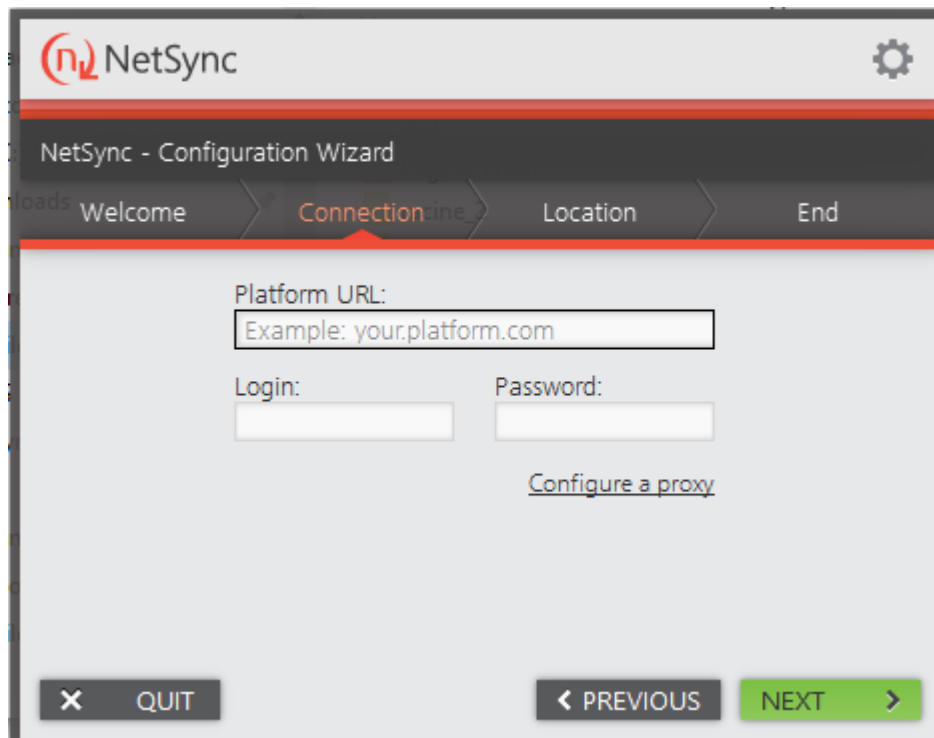 NetSync
NetSync - Configuration Wizard
Welcome Connection Location End
Platform URL:
Example: your.platform.com
Login: Password:
Configure a proxy
QUIT PREVIOUS NEXT